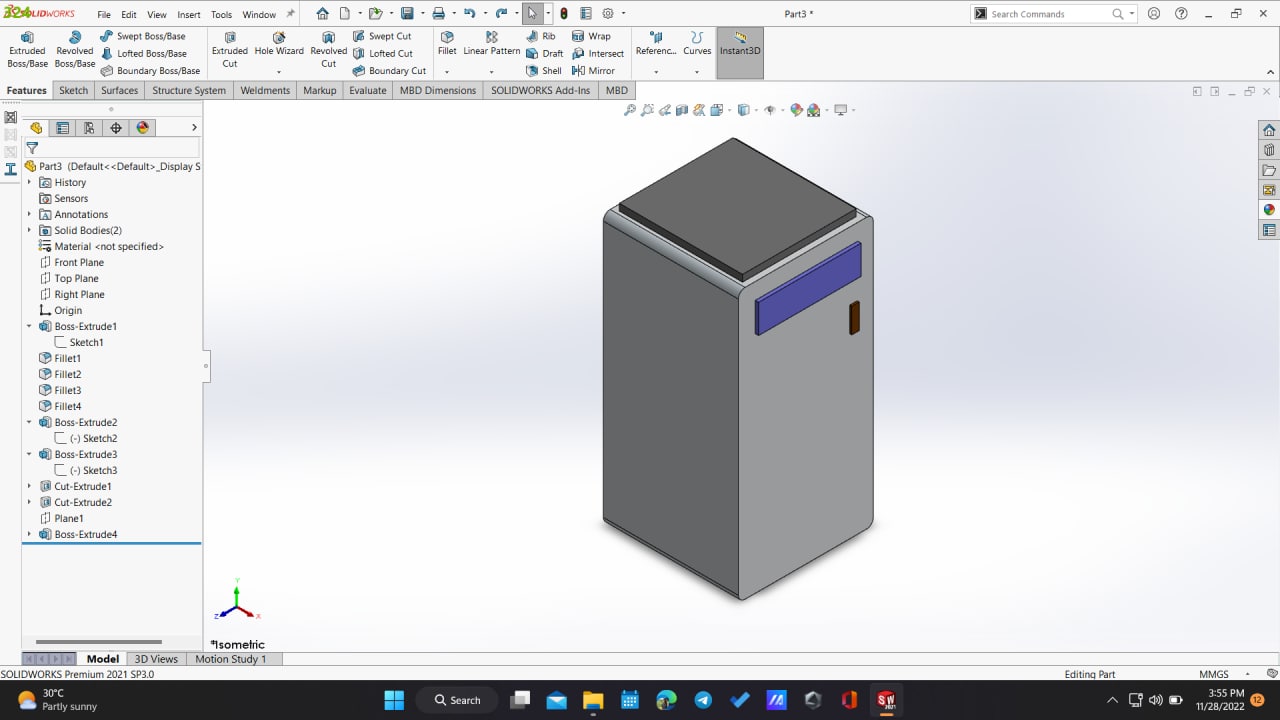 324
SOLIDWORKS File Edit View Insert Tools Window Part3 * Search Commands
Extruded Boss/Base
Revolved Boss/Base
Swept Boss/Base
Lofted Boss/Base
Boundary Boss/Base
Extruded Cut
Hole Wizard
Revolved Cut
Swept Cut
Lofted Cut
Boundary Cut
Fillet
Linear Pattern
Rib
Draft
Shell
Wrap
Intersect
Mirror
Referenc...
Curves
Instant3D
Features Sketch Surfaces Structure System Weldments Markup Evaluate MBD Dimensions SOLIDWORKS Add-Ins MBD
Part3 (Default<<Default>_Display S
History
Sensors
Annotations
Solid Bodies(2)
Material <not specified>
Front Plane
Top Plane
Right Plane
Origin
Boss-Extrude1
Sketch1
Fillet1
Fillet2
Fillet3
Fillet4
Boss-Extrude2
(-) Sketch2
Boss-Extrude3
(-) Sketch3
Cut-Extrude1
Cut-Extrude2
Plane1
Boss-Extrude4
Y
Z X
*Isometric
Model 3D Views Motion Study 1
SOLIDWORKS Premium 2021 SP3.0 Editing Part MMGS
30°C
Partly sunny
Search
SW
2021
3:55 PM
11/28/2022
12